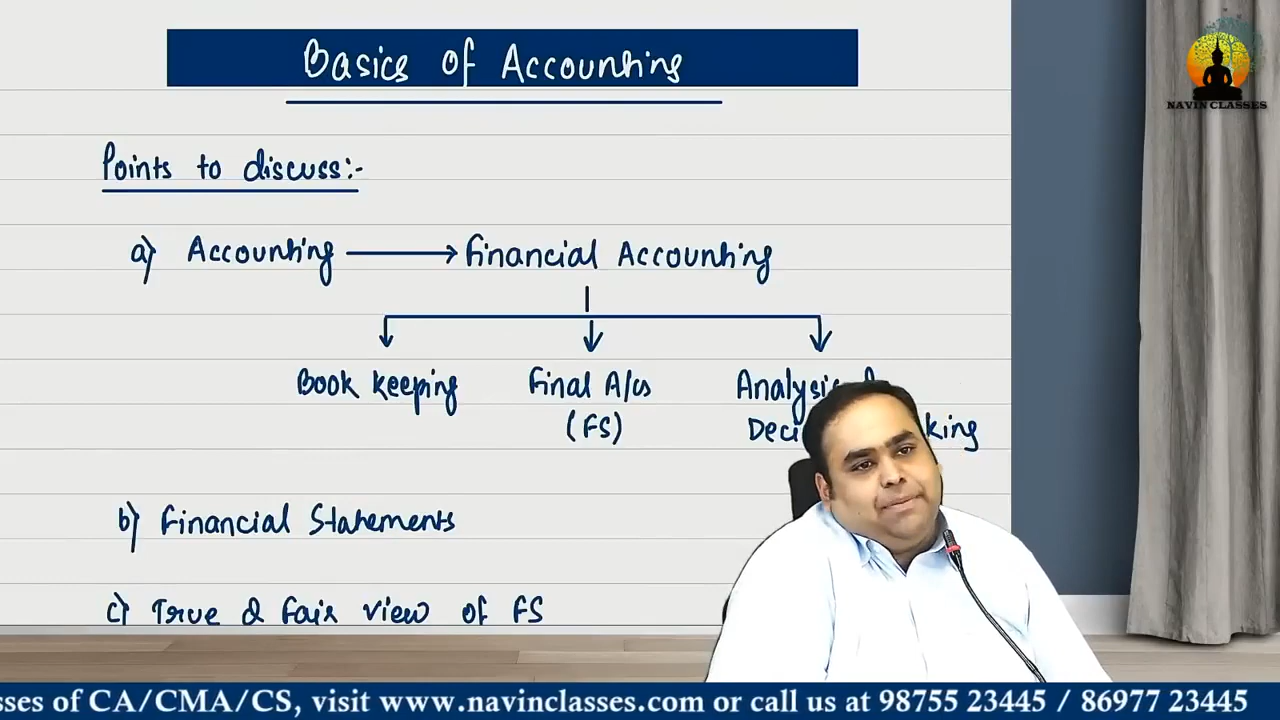 Basics of Accounting
NAVIN CLASSES
Points to discuss:-
a) Accounting → Financial Accounting
Book keeping Final A/cs Analysis
(FS)
b) Financial Statements
c) True & Fair view of FS
of CA/CMA/CS, visit www.navinclasses.com or call us at 98755 23445 / 86977 23445